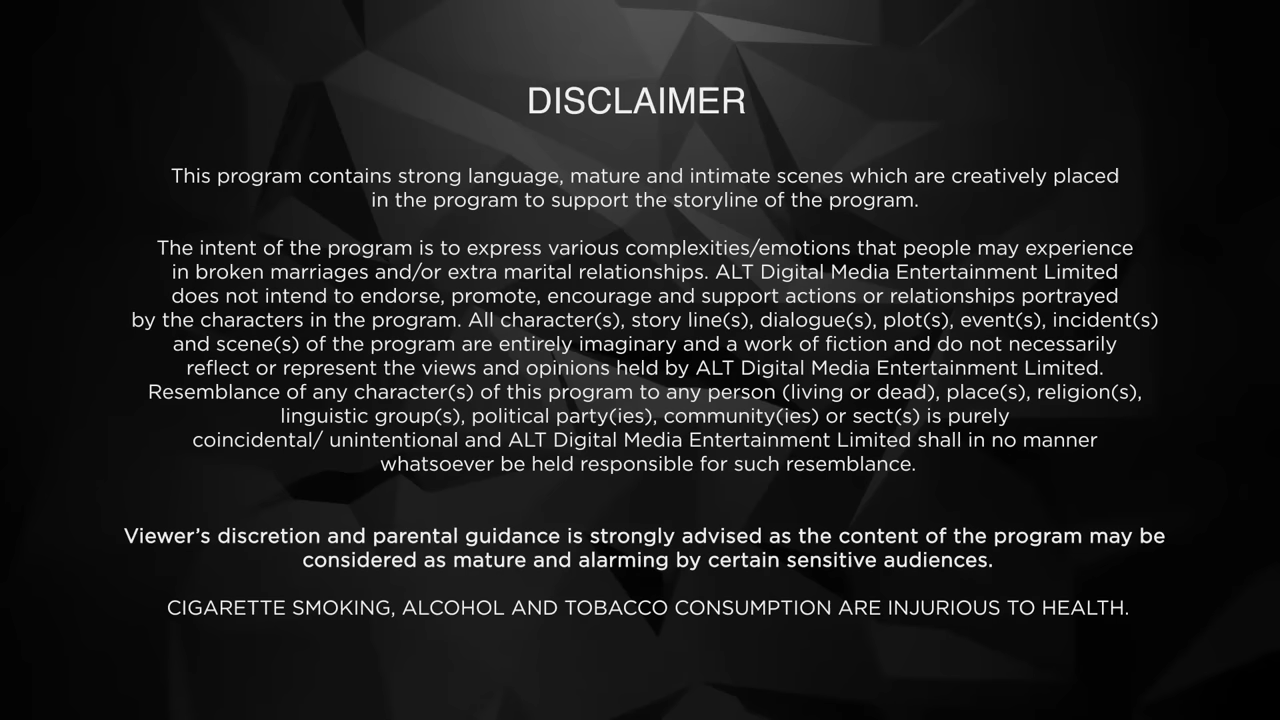 DISCLAIMER
This program contains strong language, mature and intimate scenes which are creatively placed
in the program to support the storyline of the program.
The intent of the program is to express various complexities/emotions that people may experience
in broken marriages and/or extra marital relationships. ALT Digital Media Entertainment Limited
does not intend to endorse, promote, encourage and support actions or relationships portrayed
by the characters in the program. All character(s), story line(s), dialogue(s), plot(s), event(s), incident(s)
and scene(s) of the program are entirely imaginary and a work of fiction and do not necessarily
reflect or represent the views and opinions held by ALT Digital Media Entertainment Limited.
Resemblance of any character(s) of this program to any person (living or dead), place(s), religion(s),
linguistic group(s), political party(ies), community(ies) or sect(s) is purely
coincidental/ unintentional and ALT Digital Media Entertainment Limited shall in no manner
whatsoever be held responsible for such resemblance.
Viewer’s discretion and parental guidance is strongly advised as the content of the program may be
considered as mature and alarming by certain sensitive audiences.
CIGARETTE SMOKING, ALCOHOL AND TOBACCO CONSUMPTION ARE INJURIOUS TO HEALTH.